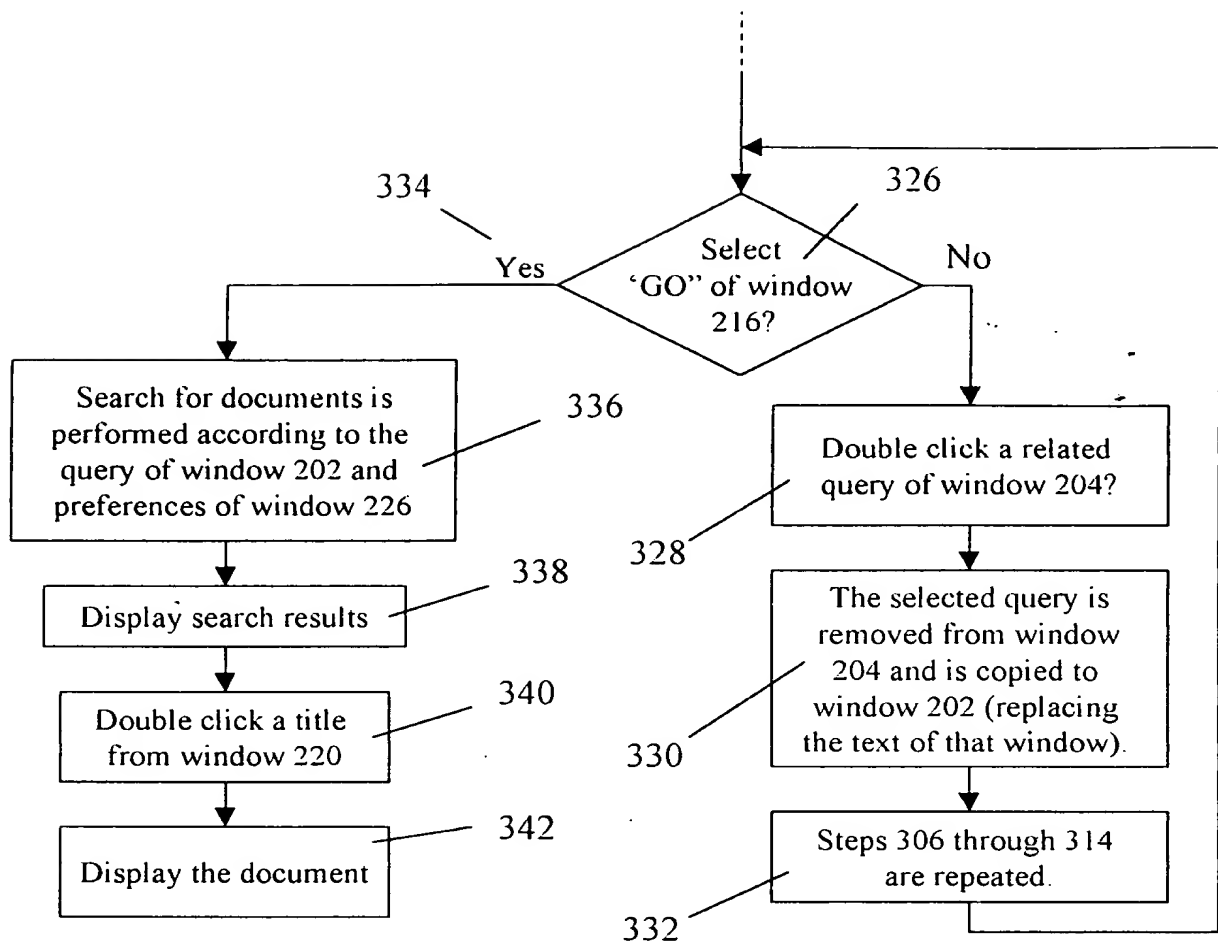 334
326
Yes
Select
‘GO” of window
216?
No
Search for documents is
performed according to the
query of window 202 and
preferences of window 226
336
Double click a related
query of window 204?
328
338
Display search results
The selected query is
removed from window
204 and is copied to
window 202 (replacing
the text of that window).
330
340
Double click a title
from window 220
342
Display the document
Steps 306 through 314
are repeated.
332